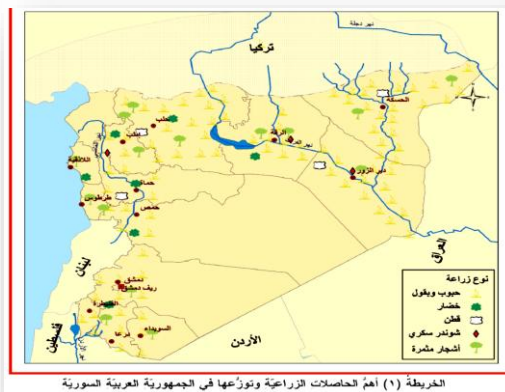 نهر دجلة
تركيا
الحسكة
حلب
إدلب
الرقة
نهر الفرات
اللاذقية
دير الزور
حماة
طرطوس
حمص
العراق
لبنان
دمشق
ريف دمشق
القنيطرة
السويداء
درعا
فلسطين
الأردن
نوع زراعة
حبوب وبقول
خضار
قطن
شوندر سكري
أشجار مثمرة
الخريطة (١) أهمّ الحاصلات الزراعيّة وتوزّعها في الجمهوريّة العربيّة السوريّة